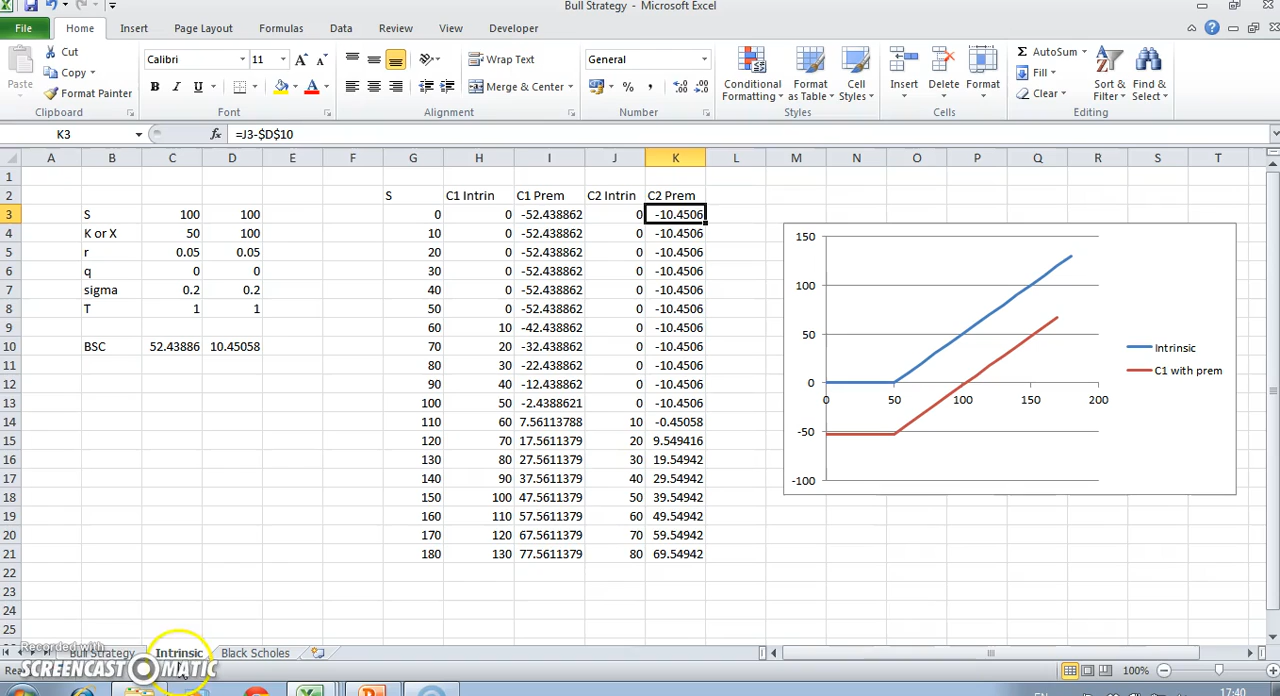 Bull Strategy - Microsoft Excel
File Home Insert Page Layout Formulas Data Review View Developer
Paste Cut Copy Format Painter Clipboard
Calibri 11 A A B I U A Font
Wrap Text Merge & Center Alignment
General % , Number
Conditional Formatting Format as Table Cell Styles Styles
Insert Delete Format Cells
Σ AutoSum Fill Clear Sort & Filter Find & Select Editing
K3 fx =J3-$D$10
A B C D E F G H I J K L M N O P Q R S T
1
2 S C1 Intrin C1 Prem C2 Intrin C2 Prem
3 S 100 100 0 0 -52.438862 0 -10.4506
4 K or X 50 100 10 0 -52.438862 0 -10.4506
5 r 0.05 0.05 20 0 -52.438862 0 -10.4506
6 q 0 0 30 0 -52.438862 0 -10.4506
7 sigma 0.2 0.2 40 0 -52.438862 0 -10.4506
8 T 1 1 50 0 -52.438862 0 -10.4506
9 60 10 -42.438862 0 -10.4506
10 BSC 52.43886 10.45058 70 20 -32.438862 0 -10.4506
11 80 30 -22.438862 0 -10.4506
12 90 40 -12.438862 0 -10.4506
13 100 50 -2.4388621 0 -10.4506
14 110 60 7.56113788 10 -0.45058
15 120 70 17.5611379 20 9.549416
16 130 80 27.5611379 30 19.54942
17 140 90 37.5611379 40 29.54942
18 150 100 47.5611379 50 39.54942
19 160 110 57.5611379 60 49.54942
20 170 120 67.5611379 70 59.54942
21 180 130 77.5611379 80 69.54942
22
23
24
25
150
100
50
0
-50
-100
0 50 100 150 200
Intrinsic
C1 with prem
Recorded with
SCREENCAST MATIC
Bull Strategy Intrinsic Black Scholes
100%
EN 17:40